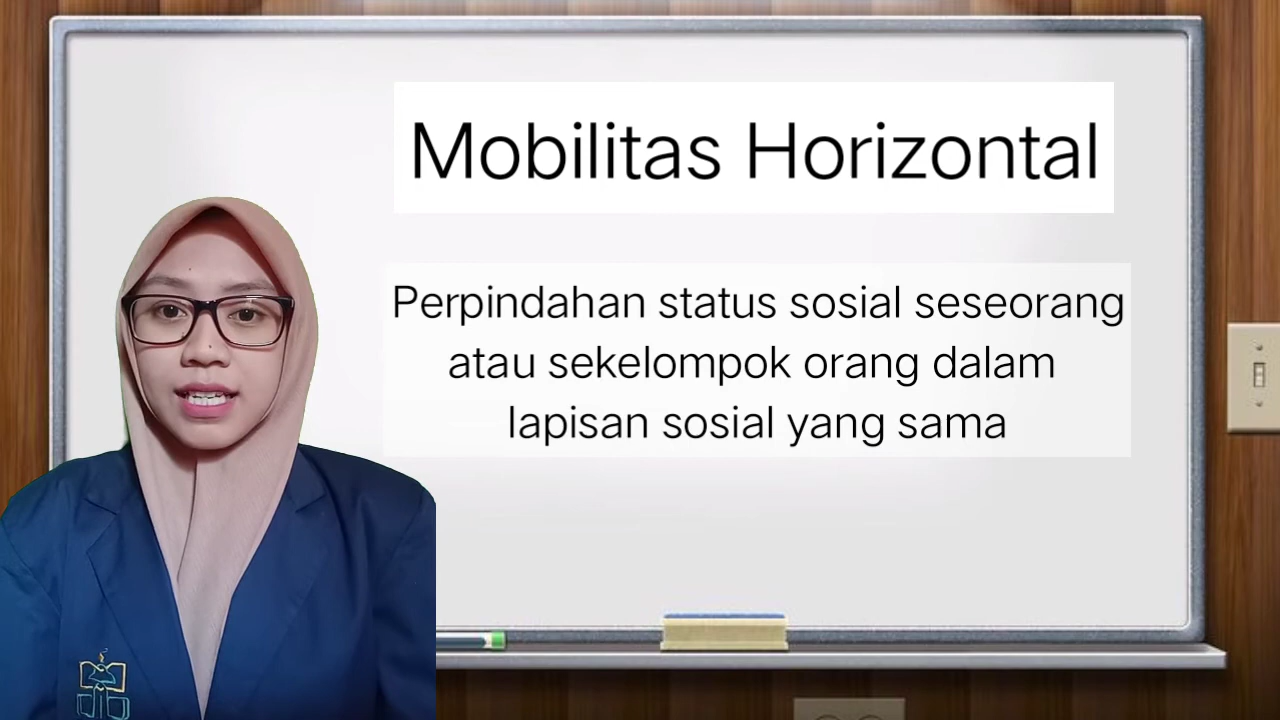 Mobilitas Horizontal
Perpindahan status sosial seseorang
atau sekelompok orang dalam
lapisan sosial yang sama